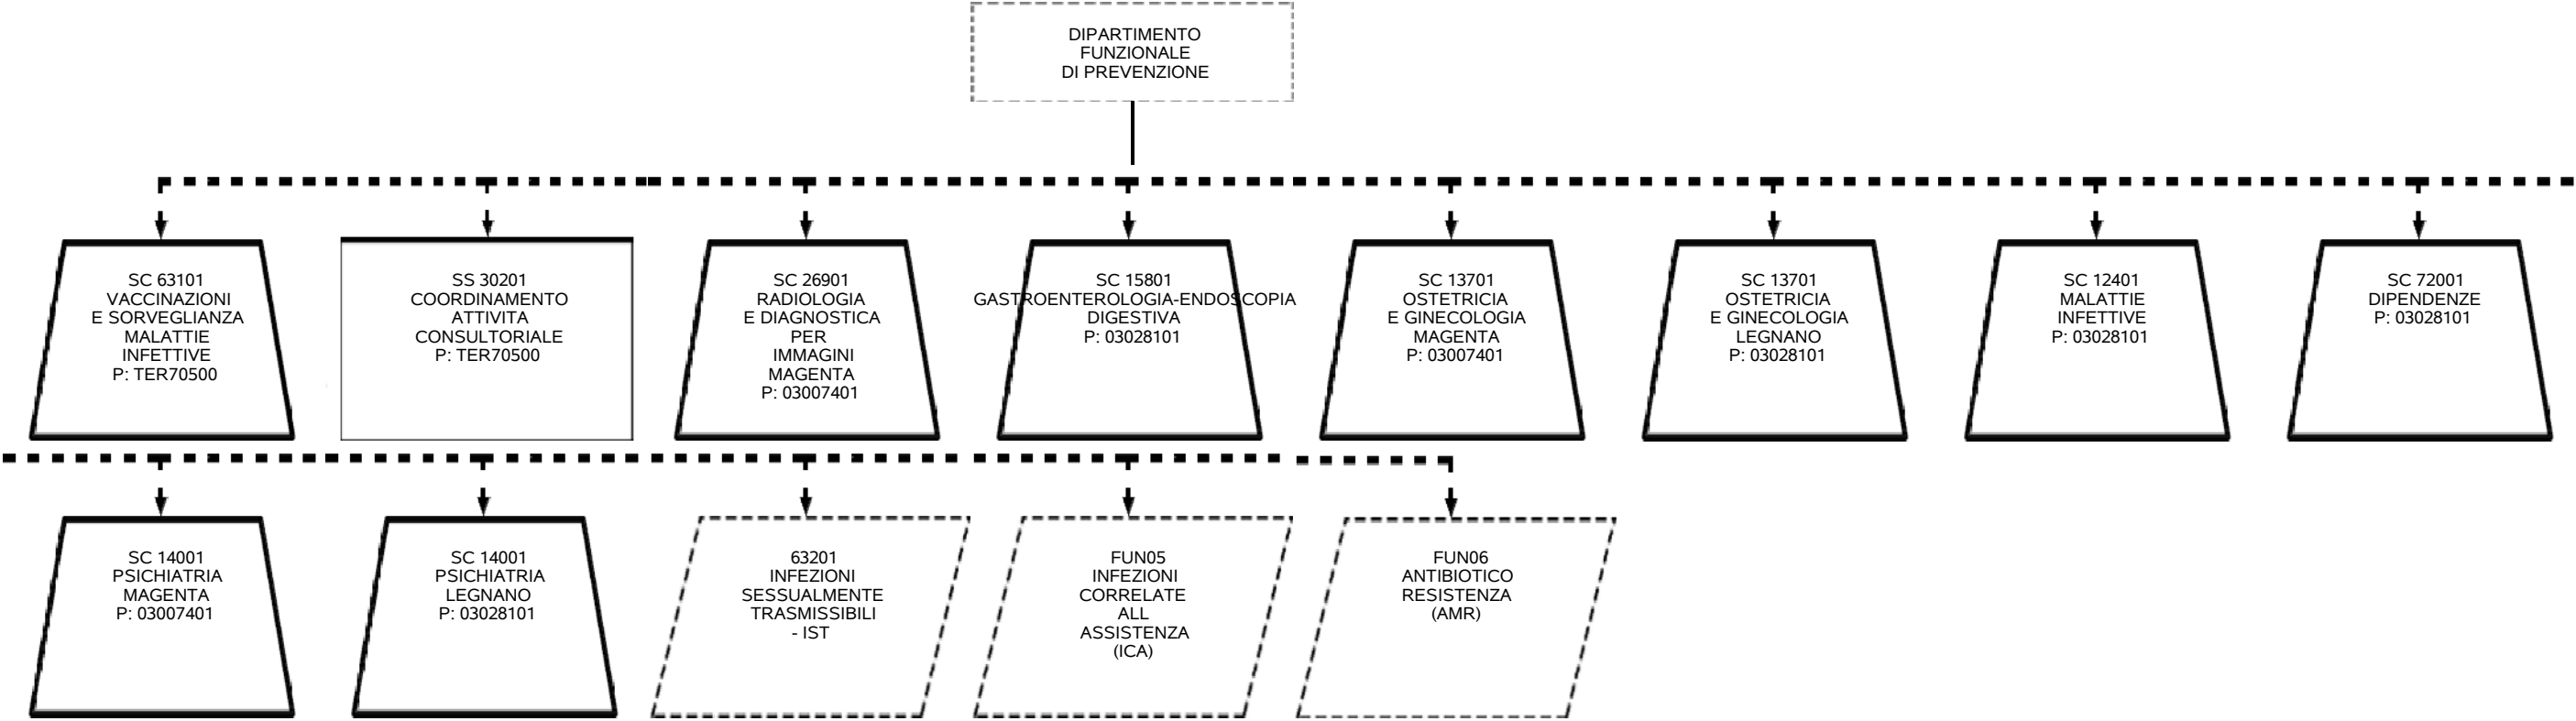 DIPARTIMENTO
FUNZIONALE
DI PREVENZIONE
SC 63101
VACCINAZIONI
E SORVEGLIANZA
MALATTIE
INFETTIVE
P: TER70500
SS 30201
COORDINAMENTO
ATTIVITA
CONSULTORIALE
P: TER70500
SC 26901
RADIOLOGIA
E DIAGNOSTICA
PER
IMMAGINI
MAGENTA
P: 03007401
SC 15801
GASTROENTEROLOGIA-ENDOSCOPIA
DIGESTIVA
P: 03028101
SC 13701
OSTETRICIA
E GINECOLOGIA
MAGENTA
P: 03007401
SC 13701
OSTETRICIA
E GINECOLOGIA
LEGNANO
P: 03028101
SC 12401
MALATTIE
INFETTIVE
P: 03028101
SC 72001
DIPENDENZE
P: 03028101
SC 14001
PSICHIATRIA
MAGENTA
P: 03007401
SC 14001
PSICHIATRIA
LEGNANO
P: 03028101
63201
INFEZIONI
SESSUALMENTE
TRASMISSIBILI
- IST
FUN05
INFEZIONI
CORRELATE
ALL
ASSISTENZA
(ICA)
FUN06
ANTIBIOTICO
RESISTENZA
(AMR)